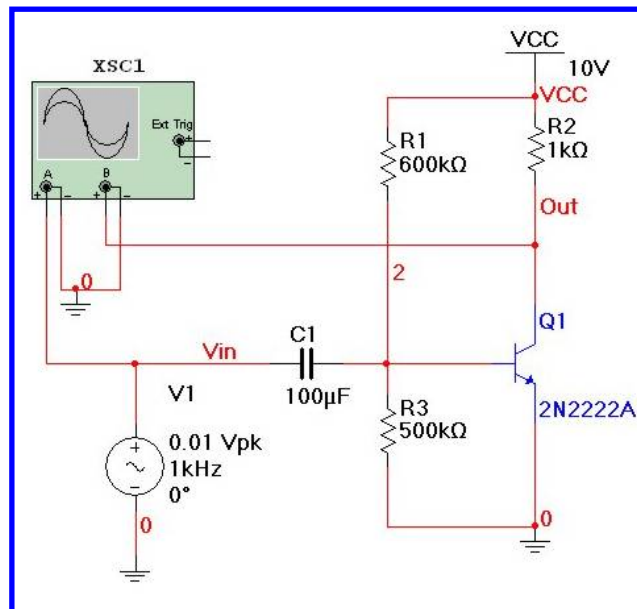 XSC1
Ext Trig
+
-
A
B
+
-
+
-
0
VCC
10V
VCC
R1
600kΩ
R2
1kΩ
Out
2
Q1
2N2222A
C1
100µF
Vin
V1
0.01 Vpk
1kHz
0°
+
-
0
R3
500kΩ
0